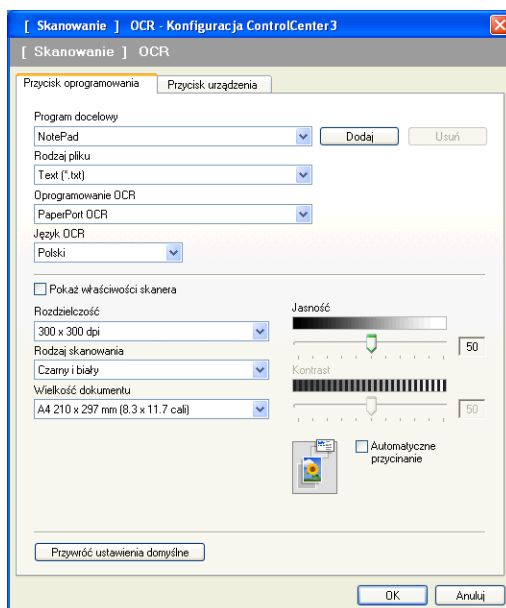 [ Skanowanie ] OCR - Konfiguracja ControlCenter3
[ Skanowanie ] OCR
Przycisk oprogramowania Przycisk urządzenia
Program docelowy
NotePad Dodaj Usuń
Rodzaj pliku
Text (*.txt)
Oprogramowanie OCR
PaperPort OCR
Język OCR
Polski
Pokaż właściwości skanera
Rozdzielczość Jasność
300 x 300 dpi 50
Rodzaj skanowania Kontrast
Czarny i biały
Wielkość dokumentu
A4 210 x 297 mm (8.3 x 11.7 cali) 50
Automatyczne
przycinanie
Przywróć ustawienia domyślne
OK Anuluj